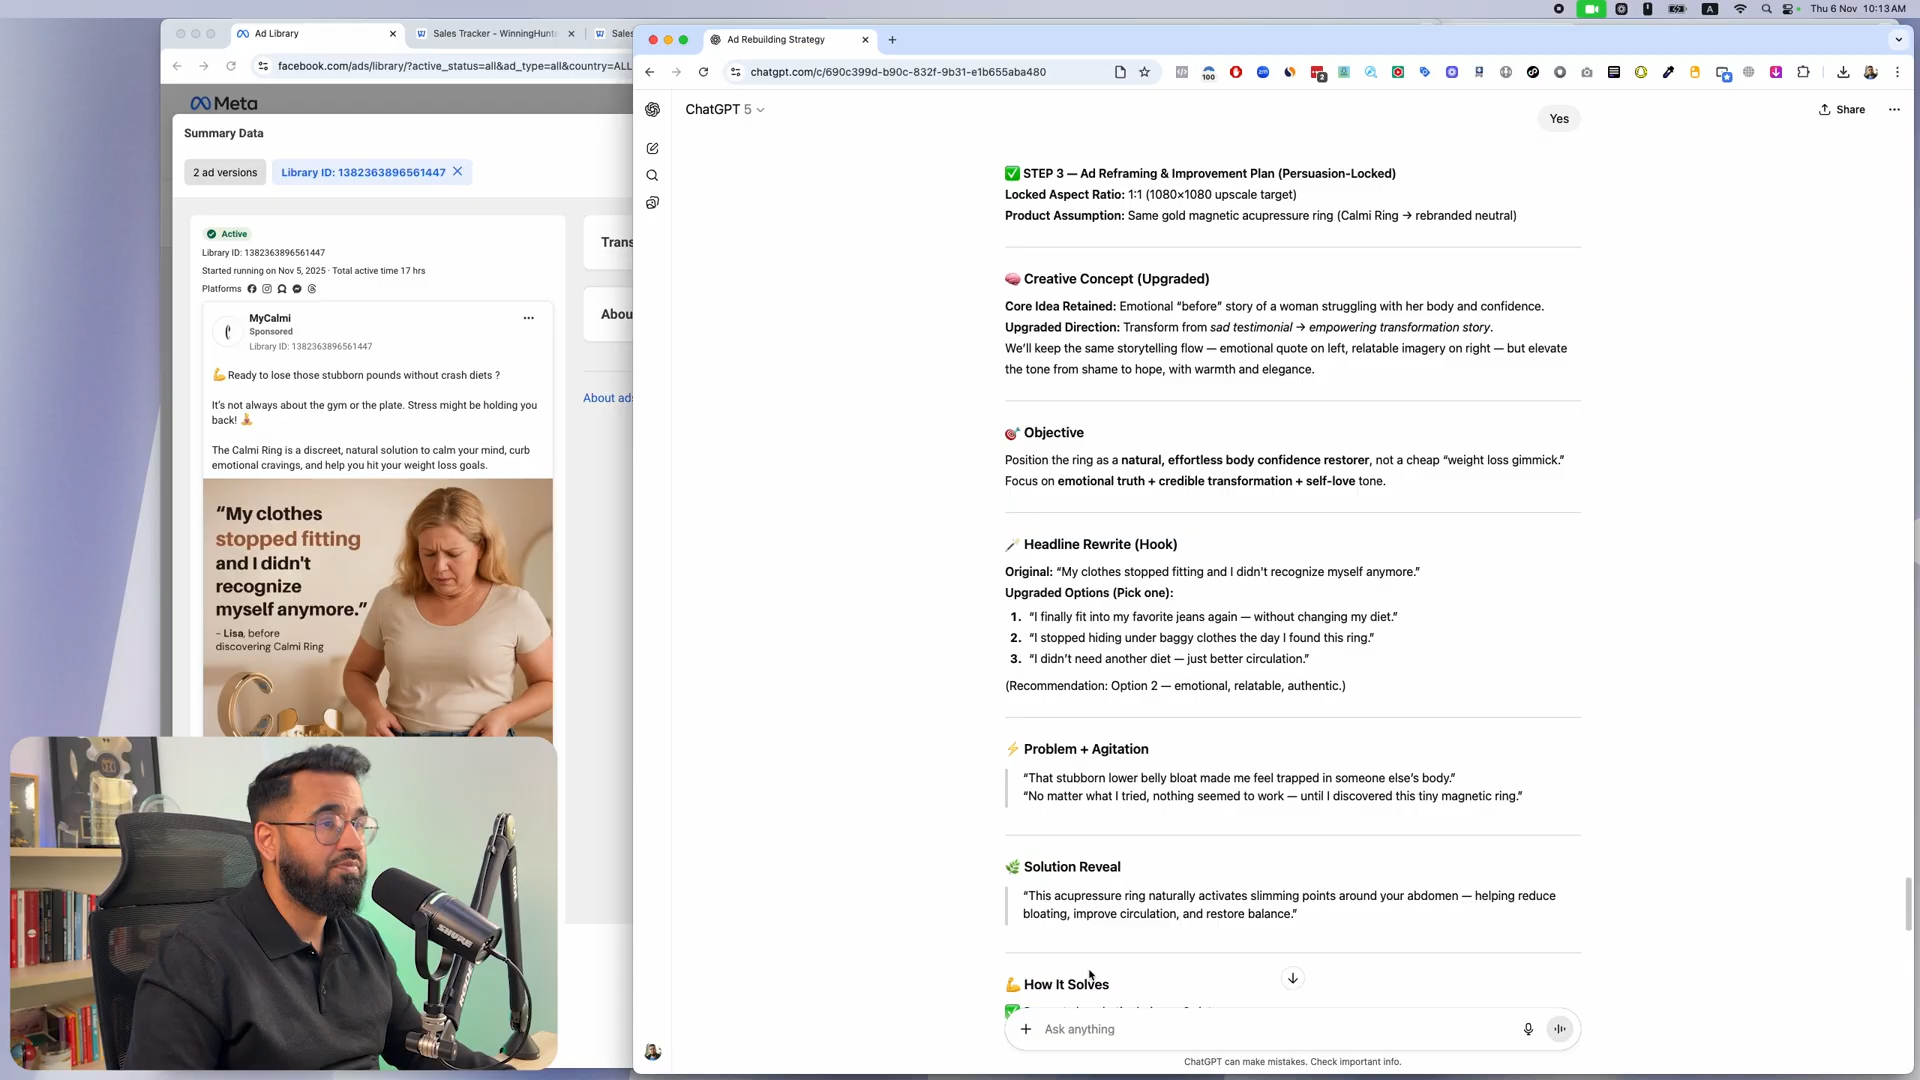 Thu 6 Nov 10:13 AM
Ad Library
Sales Tracker - WinningHunte
Sales
facebook.com/ads/library/?active_status=all&ad_type=all&country=ALL
Meta
Summary Data
2 ad versions
Library ID: 1382363896561447
Active
Library ID: 1382363896561447
Started running on Nov 5, 2025 · Total active time 17 hrs
Platforms
MyCalmi
Sponsored
Library ID: 1382363896561447
💪Ready to lose those stubborn pounds without crash diets ?
It's not always about the gym or the plate. Stress might be holding you
back! 🧘
The Calmi Ring is a discreet, natural solution to calm your mind, curb
emotional cravings, and help you hit your weight loss goals.
“My clothes
stopped fitting
and I didn't
recognize
myself anymore.”
- Lisa, before
discovering Calmi Ring
Trans
Abou
About ads
SHURE
Ad Rebuilding Strategy
chatgpt.com/c/690c399d-b90c-832f-9b31-e1b655aba480
100
2
ChatGPT 5
Share
Yes
✅ STEP 3 — Ad Reframing & Improvement Plan (Persuasion-Locked)
Locked Aspect Ratio: 1:1 (1080×1080 upscale target)
Product Assumption: Same gold magnetic acupressure ring (Calmi Ring → rebranded neutral)
🧠 Creative Concept (Upgraded)
Core Idea Retained: Emotional “before” story of a woman struggling with her body and confidence.
Upgraded Direction: Transform from sad testimonial → empowering transformation story.
We’ll keep the same storytelling flow — emotional quote on left, relatable imagery on right — but elevate
the tone from shame to hope, with warmth and elegance.
🎯 Objective
Position the ring as a natural, effortless body confidence restorer, not a cheap “weight loss gimmick.”
Focus on emotional truth + credible transformation + self-love tone.
🪄 Headline Rewrite (Hook)
Original: “My clothes stopped fitting and I didn't recognize myself anymore.”
Upgraded Options (Pick one):
1. “I finally fit into my favorite jeans again — without changing my diet.”
2. “I stopped hiding under baggy clothes the day I found this ring.”
3. “I didn’t need another diet — just better circulation.”
(Recommendation: Option 2 — emotional, relatable, authentic.)
⚡ Problem + Agitation
“That stubborn lower belly bloat made me feel trapped in someone else’s body.”
“No matter what I tried, nothing seemed to work — until I discovered this tiny magnetic ring.”
🌿 Solution Reveal
“This acupressure ring naturally activates slimming points around your abdomen — helping reduce
bloating, improve circulation, and restore balance.”
💪 How It Solves
Ask anything
ChatGPT can make mistakes. Check important info.